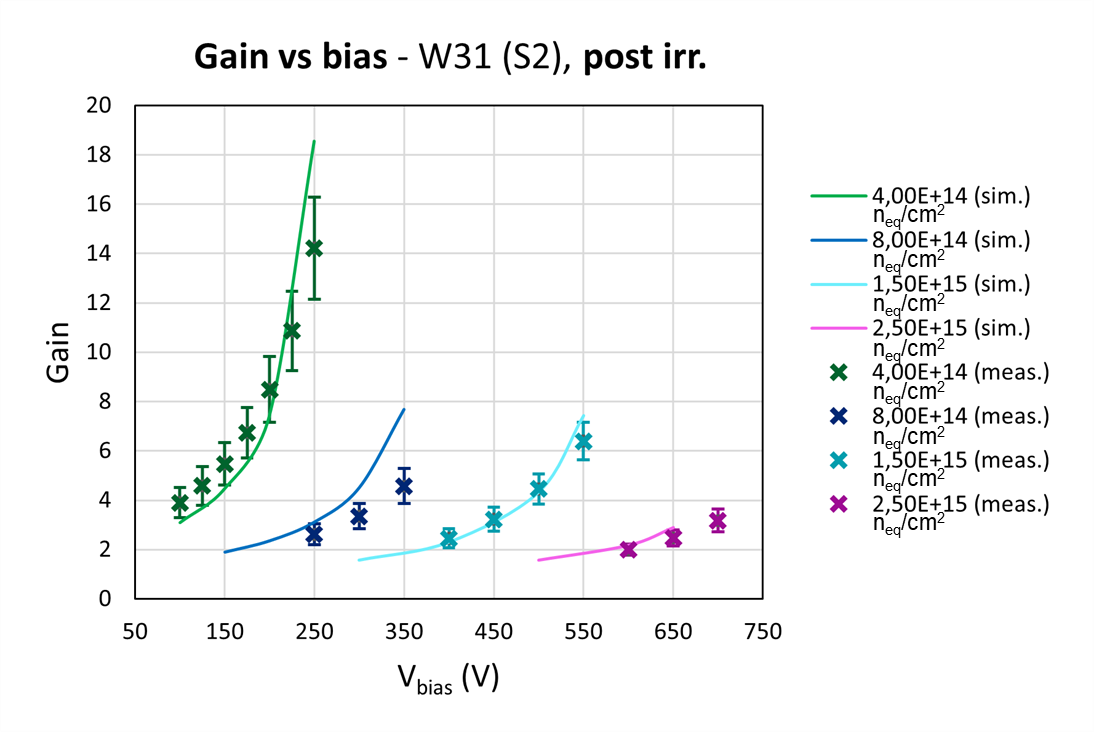 Gain vs bias - W31 (S2), post irr.
20
18
16
14
12
10
8
6
4
2
0
Gain
50 150 250 350 450 550 650 750
Vbias (V)
4,00E+14 (sim.)
neq/cm2
8,00E+14 (sim.)
neq/cm2
1,50E+15 (sim.)
neq/cm2
2,50E+15 (sim.)
neq/cm2
4,00E+14 (meas.)
neq/cm2
8,00E+14 (meas.)
neq/cm2
1,50E+15 (meas.)
neq/cm2
2,50E+15 (meas.)
neq/cm2